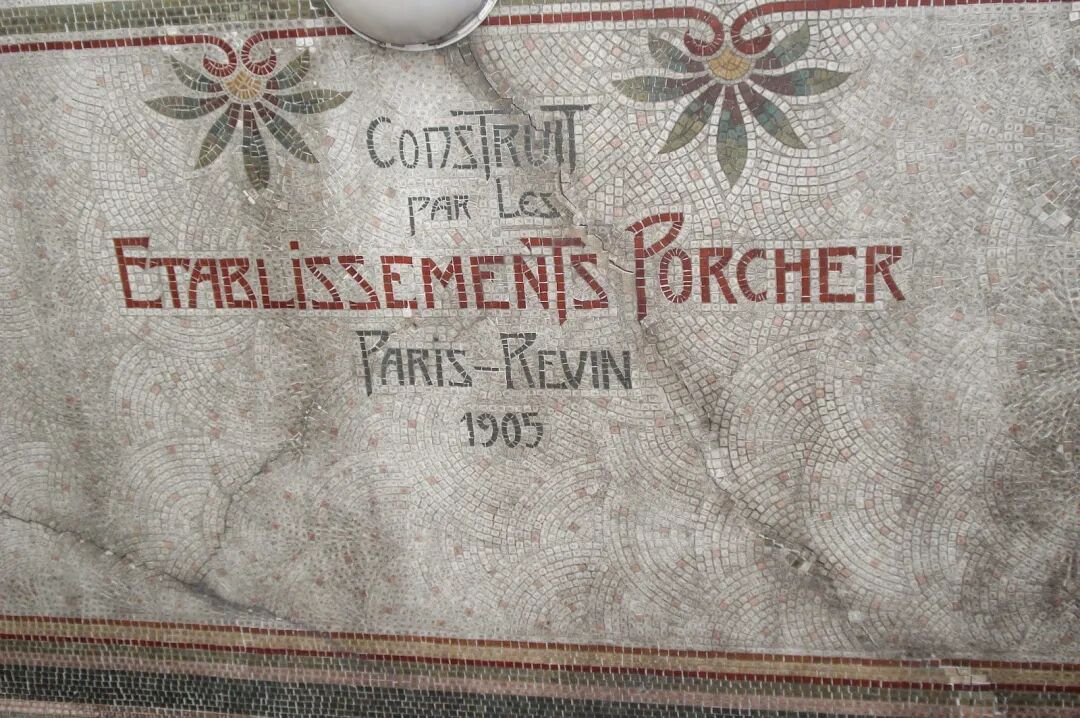 Construit
par Les
Etablissements Porcher
Paris-Revin
1905